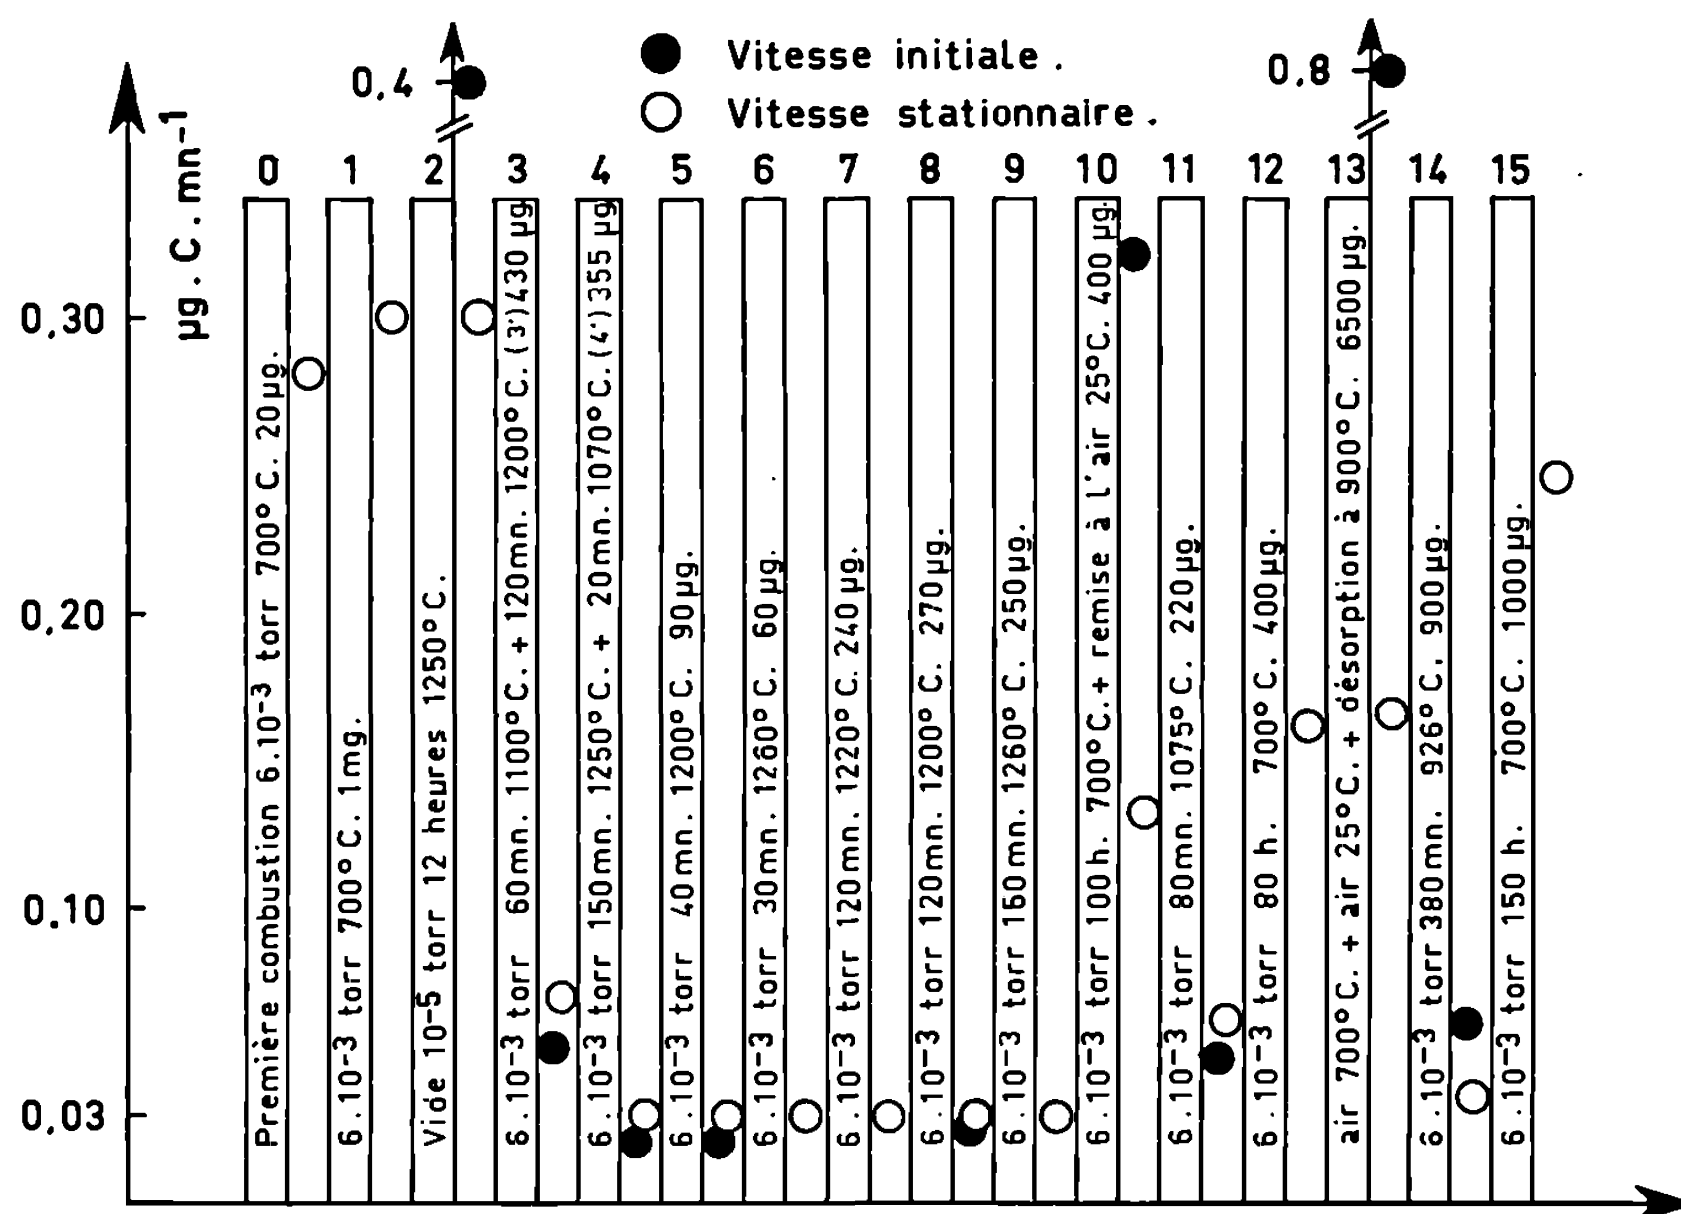 ● Vitesse initiale.
○ Vitesse stationnaire.
0,4
0,8
µg. C. mn⁻¹
0 1 2 3 4 5 6 7 8 9 10 11 12 13 14 15
0,30
0,20
0,10
0,03
Première combustion 6.10⁻³ torr 700°C. 20µg.
6.10⁻³ torr 700°C. 1mg.
Vide 10⁻⁵ torr 12 heures 1250°C.
6.10⁻³ torr 60mn. 1100°C. + 120mn. 1200°C. (3') 430 µg
6.10⁻³ torr 150mn. 1250°C. + 20mn. 1070°C. (4') 355 µg
6.10⁻³ torr 40mn. 1200°C. 90µg.
6.10⁻³ torr 30mn. 1260°C. 60µg.
6.10⁻³ torr 120mn. 1220°C. 240µg.
6.10⁻³ torr 120mn. 1200°C. 270µg.
6.10⁻³ torr 160mn. 1260°C. 250µg.
6.10⁻³ torr 100h. 700°C. + remise à l'air 25°C. 400µg.
6.10⁻³ torr 80mn. 1075°C. 220µg.
6.10⁻³ torr 80 h. 700°C. 400µg.
air 700°C. + air 25°C. + désorption à 900°C. 6500µg.
6.10⁻³ torr 380mn. 926°C. 900µg.
6.10⁻³ torr 150 h. 700°C. 1000µg.